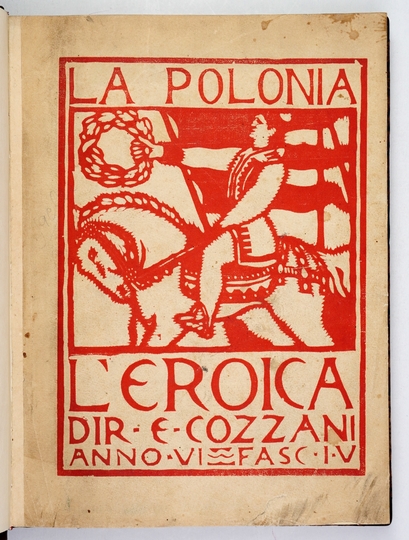 LA POLONIA
L'EROICA
DIR·E·COZZANI
ANNO·VI FASC·I·V